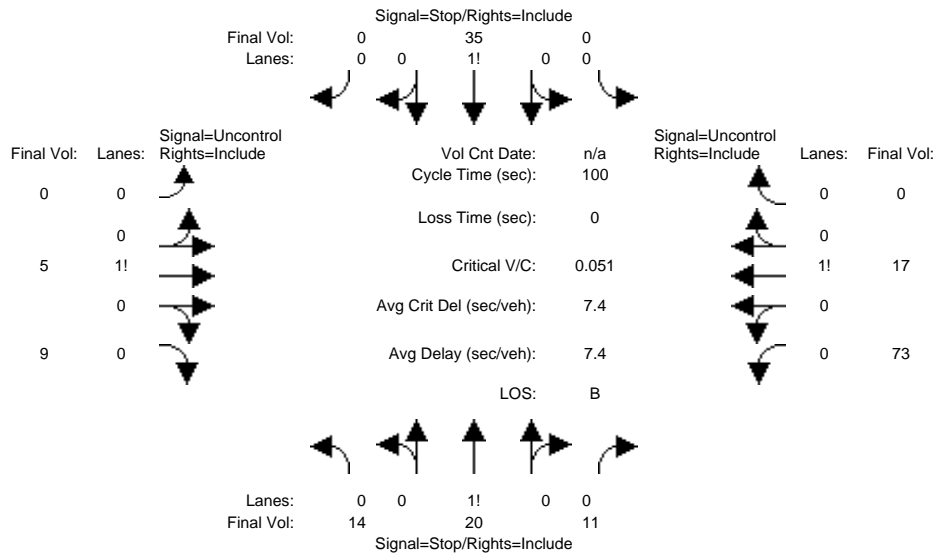 Signal=Stop/Rights=Include
Final Vol: 0 35 0
Lanes: 0 0 1! 0 0
Signal=Uncontrol Signal=Uncontrol
Final Vol: Lanes: Rights=Include Vol Cnt Date: n/a Rights=Include Lanes: Final Vol:
Cycle Time (sec): 100
0 0 0 0
Loss Time (sec): 0
0 0
5 1! Critical V/C: 0.051 1! 17
0 Avg Crit Del (sec/veh): 7.4 0
9 0 Avg Delay (sec/veh): 7.4 0 73
LOS: B
Lanes: 0 0 1! 0 0
Final Vol: 14 20 11
Signal=Stop/Rights=Include